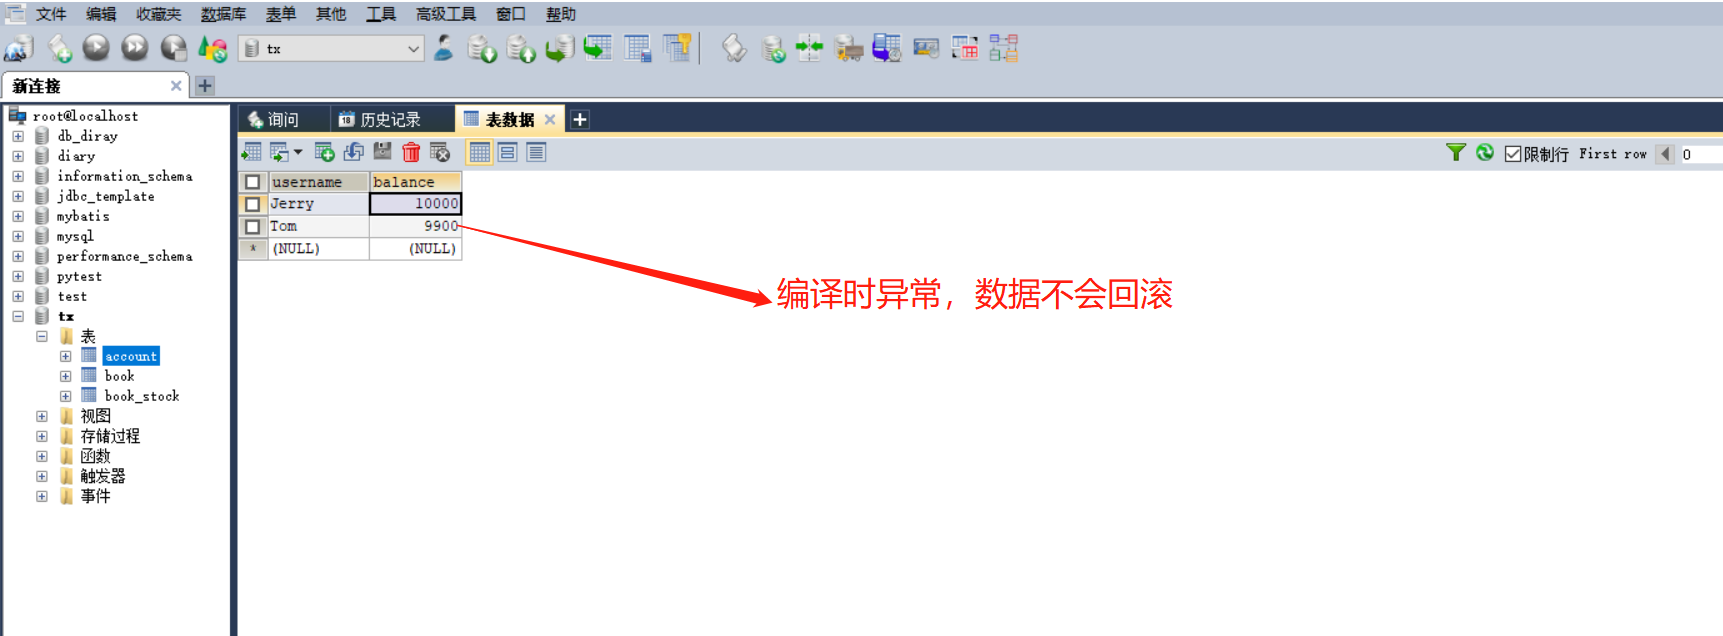 文件 编辑 收藏夹 数据库 表单 其他 工具 高级工具 窗口 帮助
tx
新连接
root@localhost
db_diray
diary
information_schema
jdbc_template
mybatis
mysql
performance_schema
pytest
test
tx
表
account
book
book_stock
视图
存储过程
函数
触发器
事件
询问 18 历史记录 表数据
限制行 First row 0
username balance
Jerry 10000
Tom 9900
* (NULL) (NULL)
编译时异常，数据不会回滚